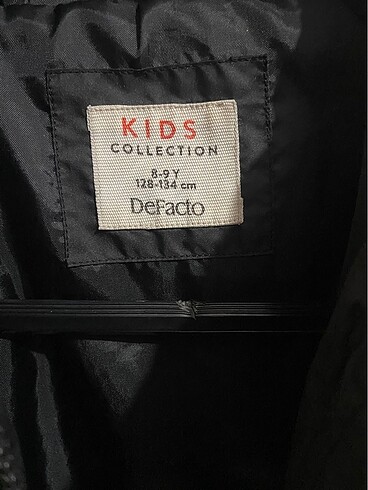 KIDS
COLLECTION
8-9 Y
128-134 cm
DeFacto